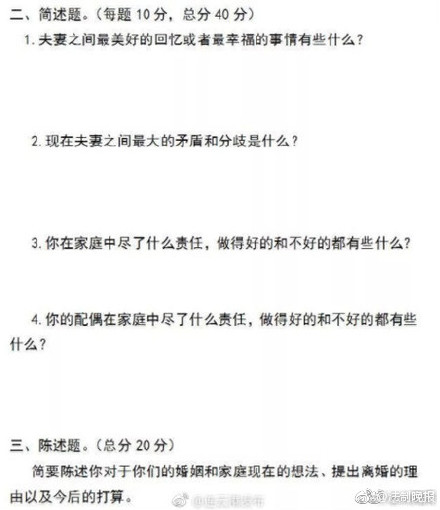 二、简述题。（每题10分，总分40分）
1.夫妻之间最美好的回忆或者最幸福的事情有些什么？
2.现在夫妻之间最大的矛盾和分歧是什么？
3.你在家庭中尽了什么责任，做得好的和不好的都有些什么？
4.你的配偶在家庭中尽了什么责任，做得好的和不好的都有些
什么？
三、陈述题。（总分20分）
简要陈述你对于你们的婚姻和家庭现在的想法、提出离婚的理
由以及今后的打算。
@连云港发布
@法制晚报